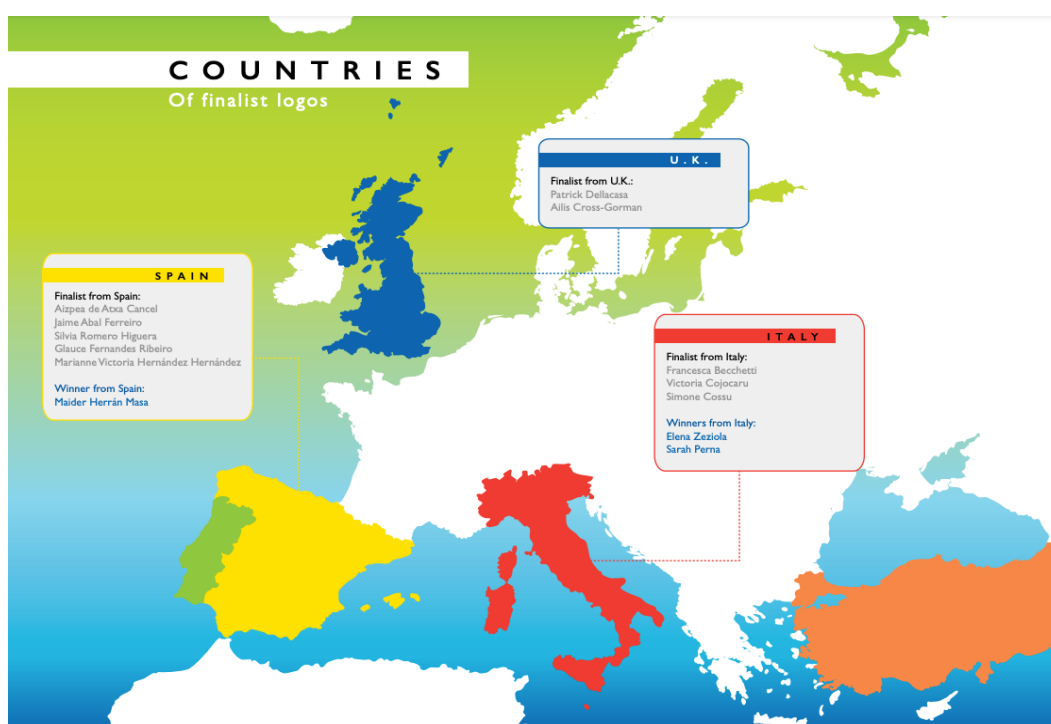 COUNTRIES
Of finalist logos
U.K.
Finalist from U.K.:
Patrick Dellacasa
Ailis Cross-Gorman
SPAIN
Finalist from Spain:
Aizpea de Atxa Cancel
Jaime Abal Ferreiro
Silvia Romero Higuera
Glauce Fernandes Ribeiro
Marianne Victoria Hernández Hernández
Winner from Spain:
Maider Herrán Masa
ITALY
Finalist from Italy:
Francesca Becchetti
Victoria Cojocaru
Simone Cossu
Winners from Italy:
Elena Zeziola
Sarah Perna